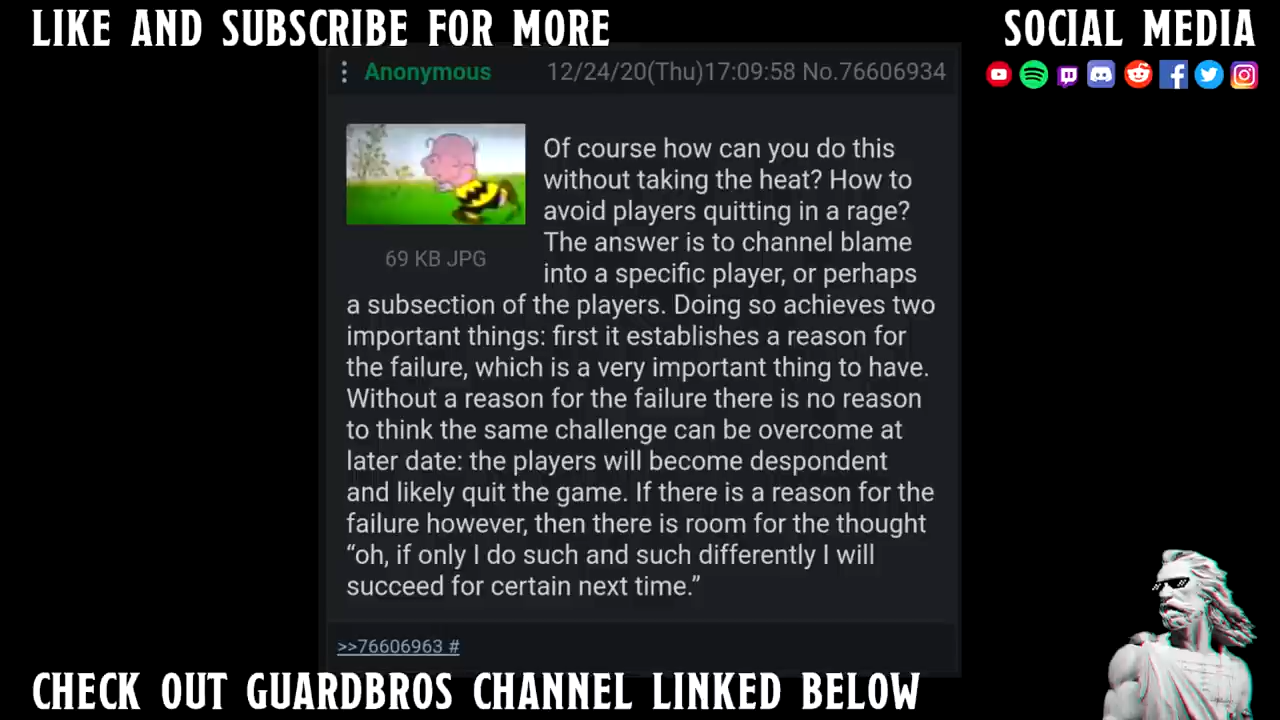 LIKE AND SUBSCRIBE FOR MORE
SOCIAL MEDIA
Anonymous 12/24/20(Thu)17:09:58 No.76606934
69 KB JPG
Of course how can you do this
without taking the heat? How to
avoid players quitting in a rage?
The answer is to channel blame
into a specific player, or perhaps
a subsection of the players. Doing so achieves two
important things: first it establishes a reason for
the failure, which is a very important thing to have.
Without a reason for the failure there is no reason
to think the same challenge can be overcome at
later date: the players will become despondent
and likely quit the game. If there is a reason for the
failure however, then there is room for the thought
“oh, if only I do such and such differently I will
succeed for certain next time.”
>>76606963 #
CHECK OUT GUARDBROS CHANNEL LINKED BELOW